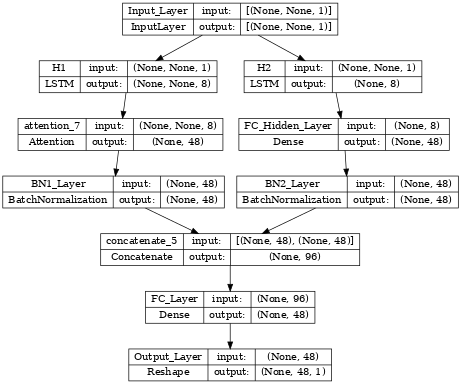 Input_Layer input: [(None, None, 1)]
InputLayer output: [(None, None, 1)]
H1 input: (None, None, 1)
LSTM output: (None, None, 8)
H2 input: (None, None, 1)
LSTM output: (None, 8)
attention_7 input: (None, None, 8)
Attention output: (None, 48)
FC_Hidden_Layer input: (None, 8)
Dense output: (None, 48)
BN1_Layer input: (None, 48)
BatchNormalization output: (None, 48)
BN2_Layer input: (None, 48)
BatchNormalization output: (None, 48)
concatenate_5 input: [(None, 48), (None, 48)]
Concatenate output: (None, 96)
FC_Layer input: (None, 96)
Dense output: (None, 48)
Output_Layer input: (None, 48)
Reshape output: (None, 48, 1)